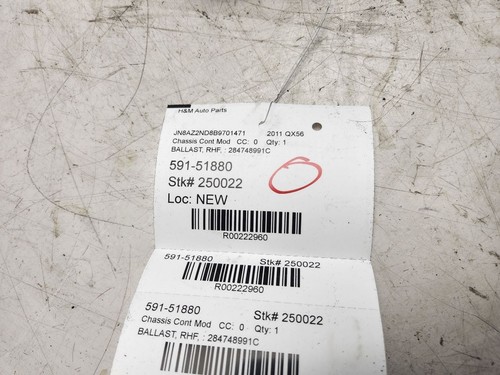 H&M Auto Parts
JN8AZ2ND8B9701471 2011 QX56
Chassis Cont Mod CC: 0 Qty: 1
BALLAST, RHF, : 284748991C
591-51880
Stk# 250022
Loc: NEW
R00222960
591-51880 Stk# 250022
R00222960
591-51880 Stk# 250022
Chassis Cont Mod CC: 0 Qty: 1
BALLAST, RHF, : 284748991C